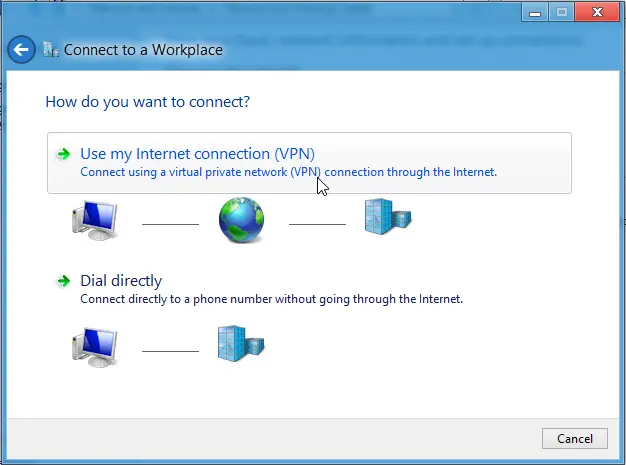 Connect to a Workplace
How do you want to connect?
Use my Internet connection (VPN)
Connect using a virtual private network (VPN) connection through the Internet.
Dial directly
Connect directly to a phone number without going through the Internet.
Cancel